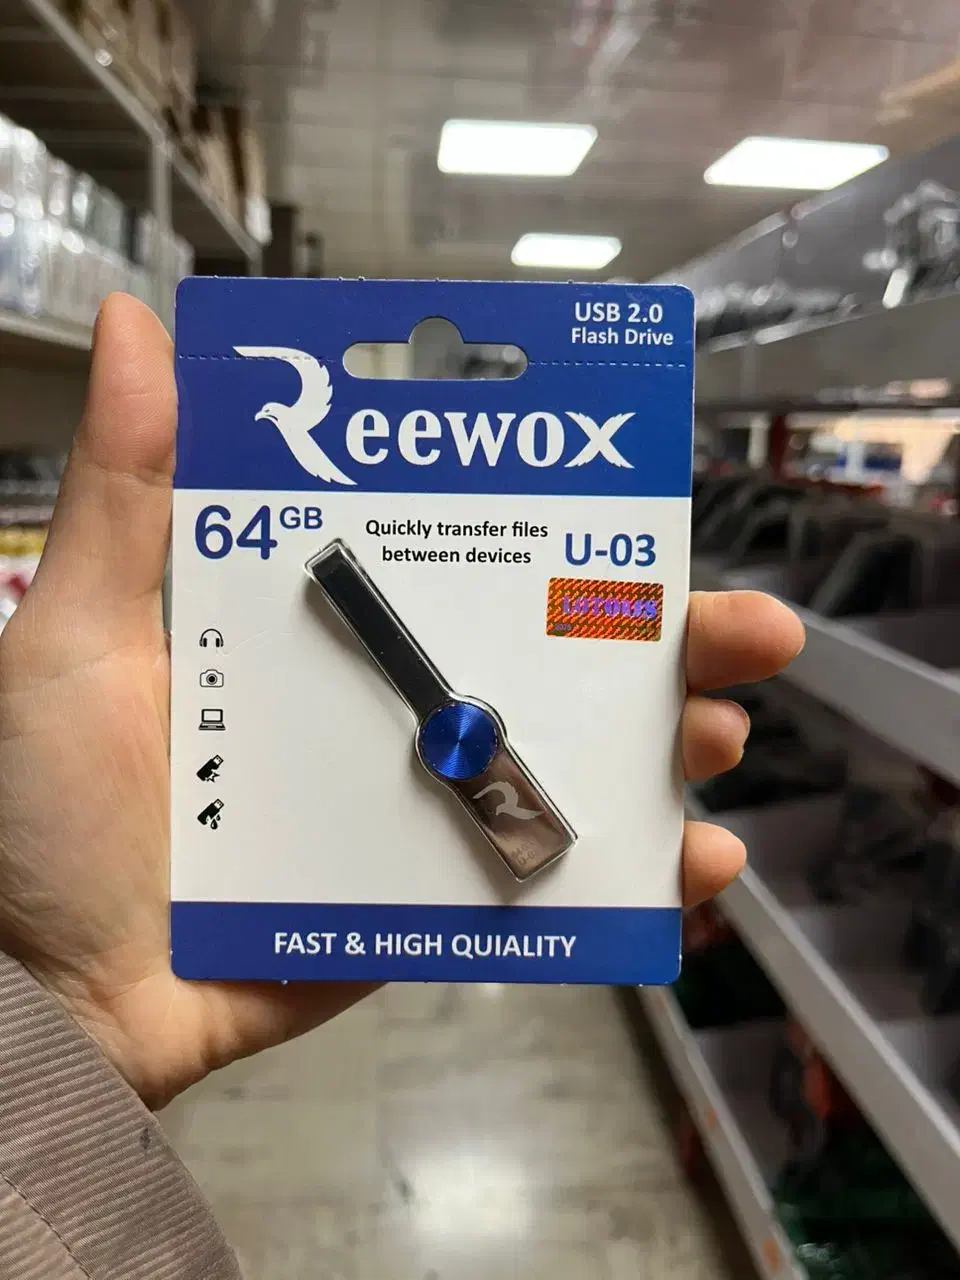 USB 2.0
Flash Drive
Reewox
64GB
Quickly transfer files
between devices
U-03
FAST & HIGH QUIALITY